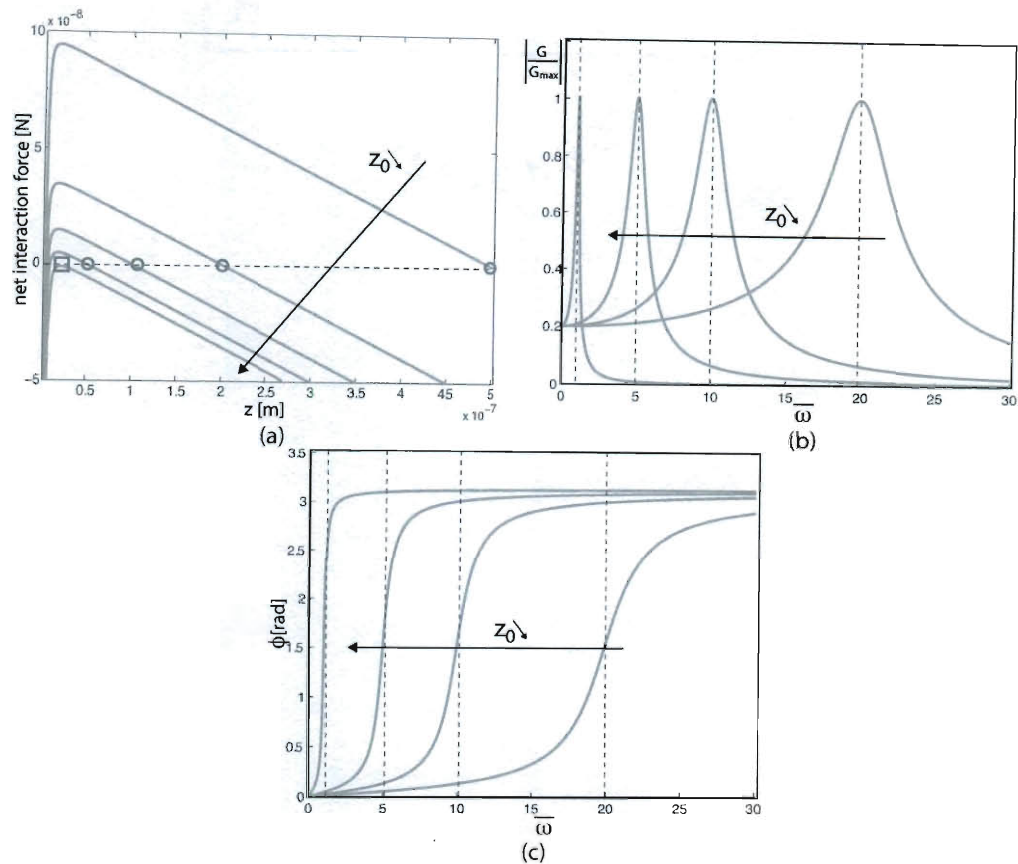 × 10⁻⁸
10
5
0
−5
net interaction force [N]
z₀↘
0.5 1 1.5 2 2.5 3 3.5 4 4.5 5
z [m]
× 10⁻⁷
(a)
|G/Gmax|
1
0.8
0.6
0.4
0.2
0
z₀↘
0 5 10 15 20 25 30
ω̅
(b)
3.5
3
2.5
2
1.5
1
0.5
0
ϕ[rad]
z₀↘
0 5 10 15 20 25 30
ω̅
(c)